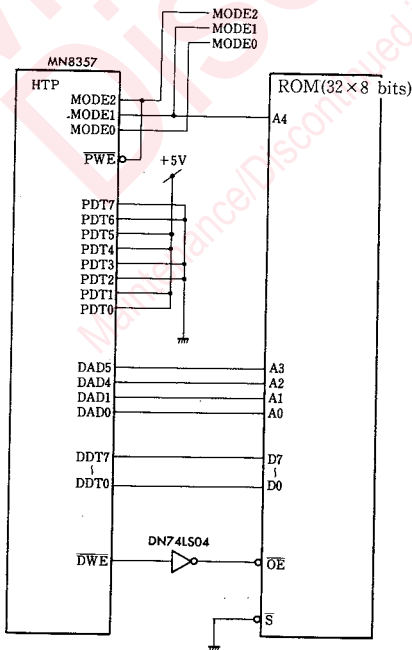 MODE2
MODE1
MODE0
MN8357
HTP
MODE2
MODE1
MODE0
PWE
+5V
PDT7
PDT6
PDT5
PDT4
PDT3
PDT2
PDT1
PDT0
DAD5
DAD4
DAD1
DAD0
DDT7
~
DDT0
DWE
DN74LS04
ROM(32×8 bits)
A4
A3
A2
A1
A0
D7
~
D0
OE
S
Maintenance/Discontinued